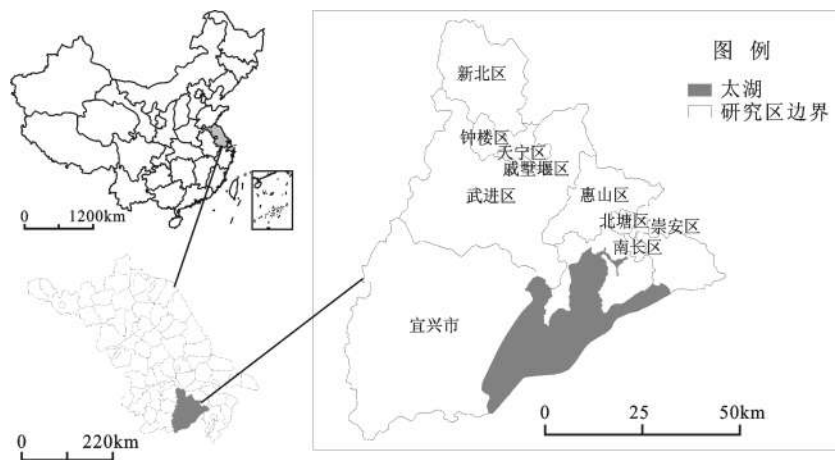 图 例
太湖
研究区边界
新北区
钟楼区
天宁区
戚墅堰区
武进区
惠山区
北塘区
崇安区
南长区
宜兴市
0 1200km
0 220km
0 25 50km